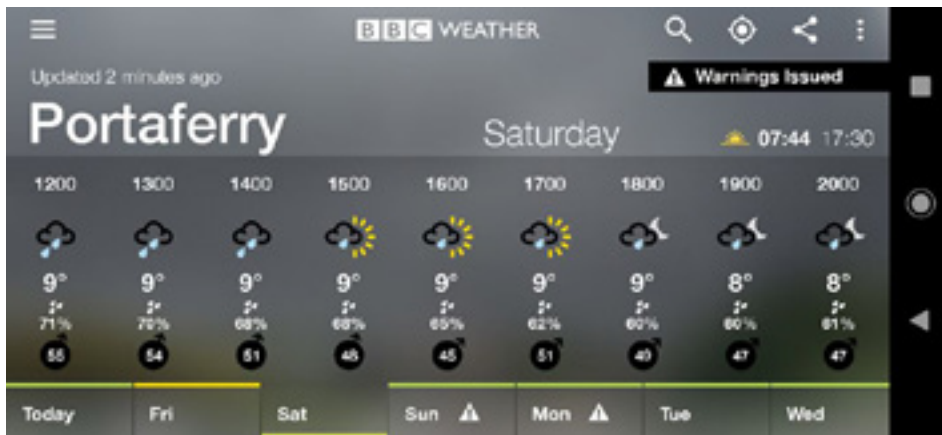 BBC WEATHER
Updated 2 minutes ago
Warnings Issued
Portaferry
Saturday
07:44 17:30
1200 1300 1400 1500 1600 1700 1800 1900 2000
9° 9° 9° 9° 9° 9° 9° 8° 8°
71% 70% 68% 68% 65% 62% 60% 60% 61%
55 54 51 48 45 51 49 47 47
Today Fri Sat Sun Mon Tue Wed